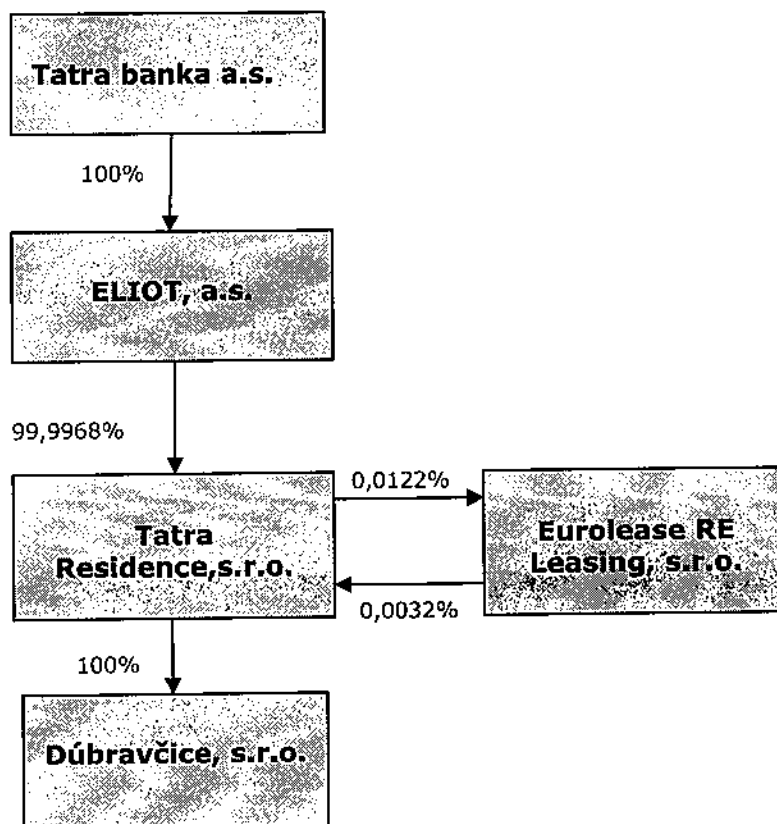 Tatra banka a.s.
100%
ELIOT, a.s.
99,9968%
0,0122%
Tatra
Residence,s.r.o.
Eurolease RE
Leasing, s.r.o.
0,0032%
100%
Dúbravčice, s.r.o.